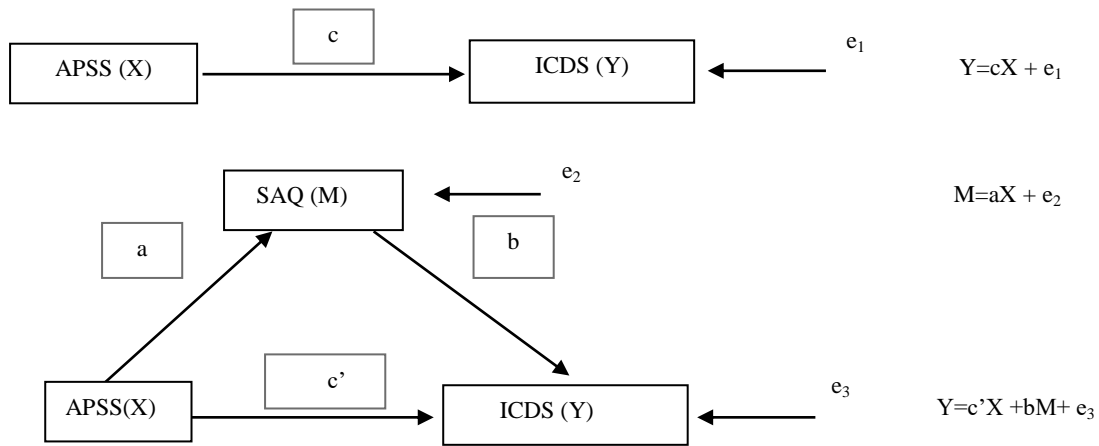 c
e₁
APSS (X)
ICDS (Y)
Y=cX + e₁
e₂
SAQ (M)
M=aX + e₂
a
b
c’
APSS(X)
ICDS (Y)
e₃
Y=c’X +bM+ e₃